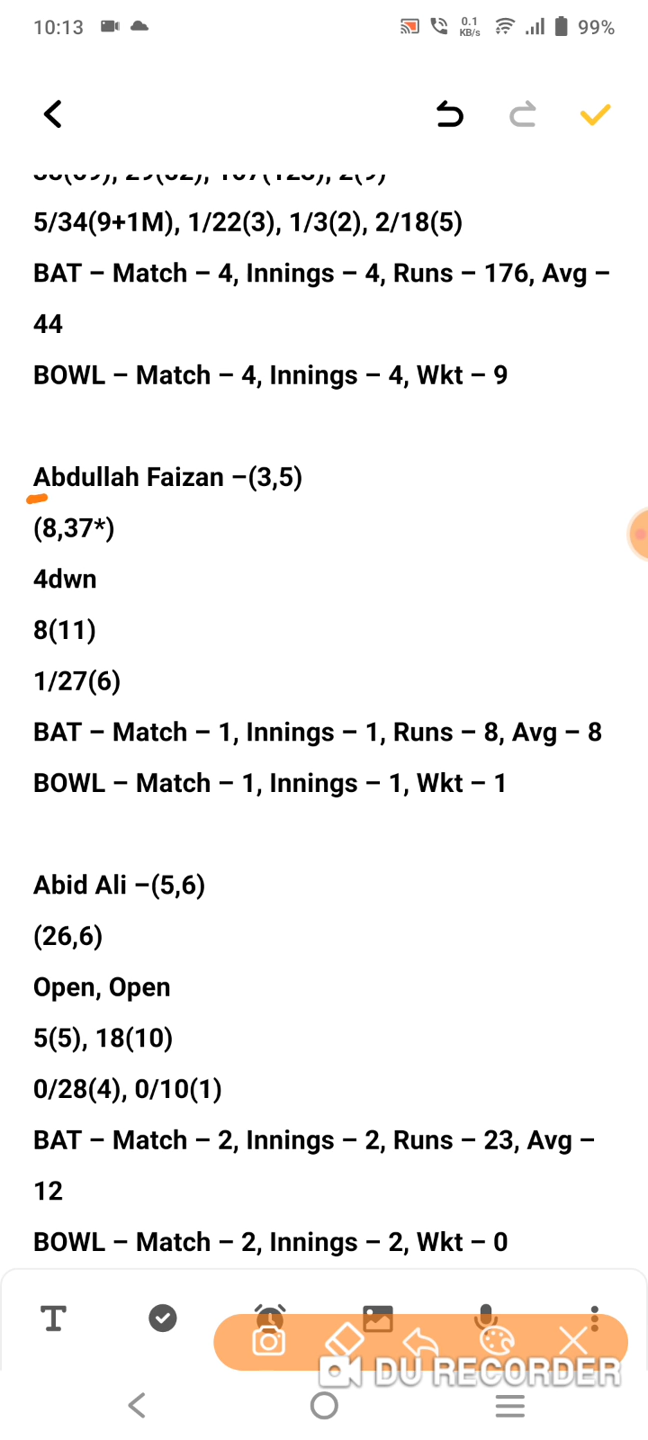 10:13
0.1 KB/s
99%
5/34(9+1M), 1/22(3), 1/3(2), 2/18(5)
BAT – Match – 4, Innings – 4, Runs – 176, Avg –
44
BOWL – Match – 4, Innings – 4, Wkt – 9
Abdullah Faizan –(3,5)
(8,37*)
4dwn
8(11)
1/27(6)
BAT – Match – 1, Innings – 1, Runs – 8, Avg – 8
BOWL – Match – 1, Innings – 1, Wkt – 1
Abid Ali –(5,6)
(26,6)
Open, Open
5(5), 18(10)
0/28(4), 0/10(1)
BAT – Match – 2, Innings – 2, Runs – 23, Avg –
12
BOWL – Match – 2, Innings – 2, Wkt – 0
T
DU RECORDER